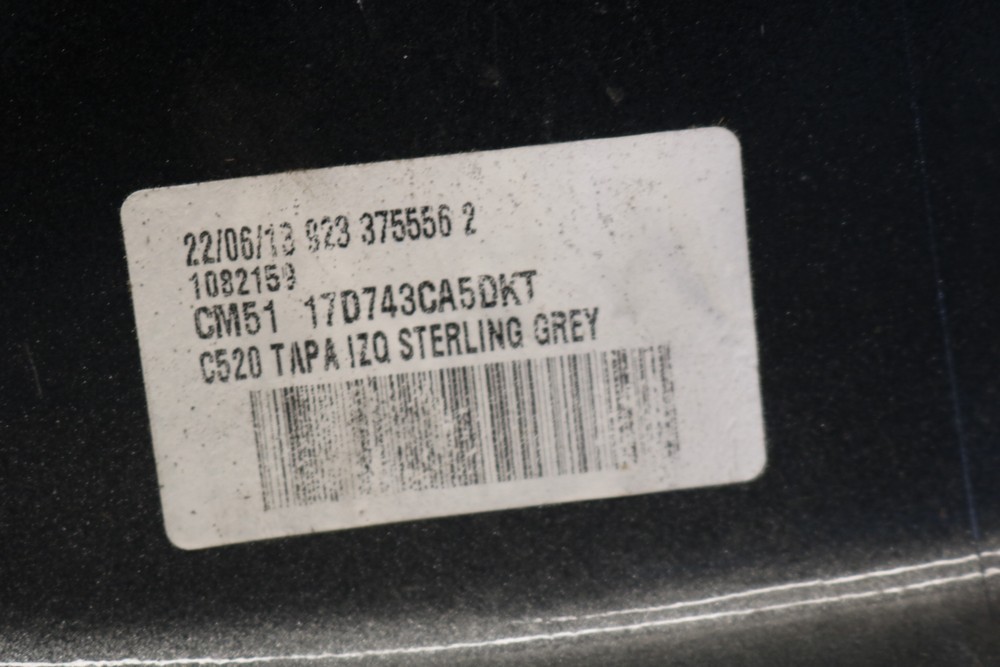 22/06/13 923 375556 2
1082159
CM51 17D743CA5DKT
C520 TAPA IZQ STERLING GREY